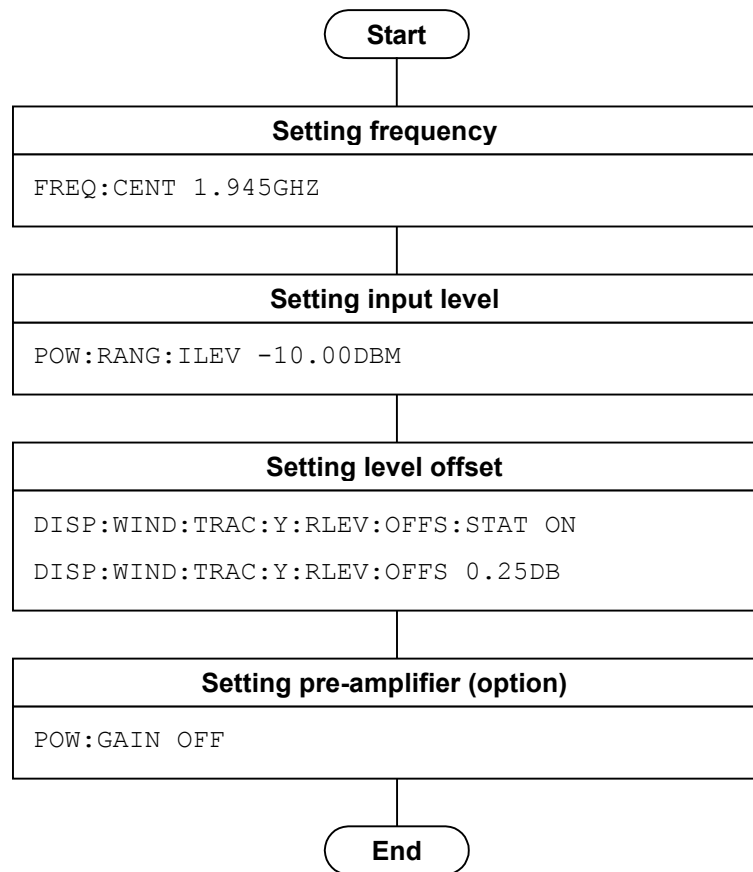 Start
Setting frequency
FREQ:CENT 1.945GHZ
Setting input level
POW:RANG:ILEV -10.00DBM
Setting level offset
DISP:WIND:TRAC:Y:RLEV:OFFS:STAT ON
DISP:WIND:TRAC:Y:RLEV:OFFS 0.25DB
Setting pre-amplifier (option)
POW:GAIN OFF
End